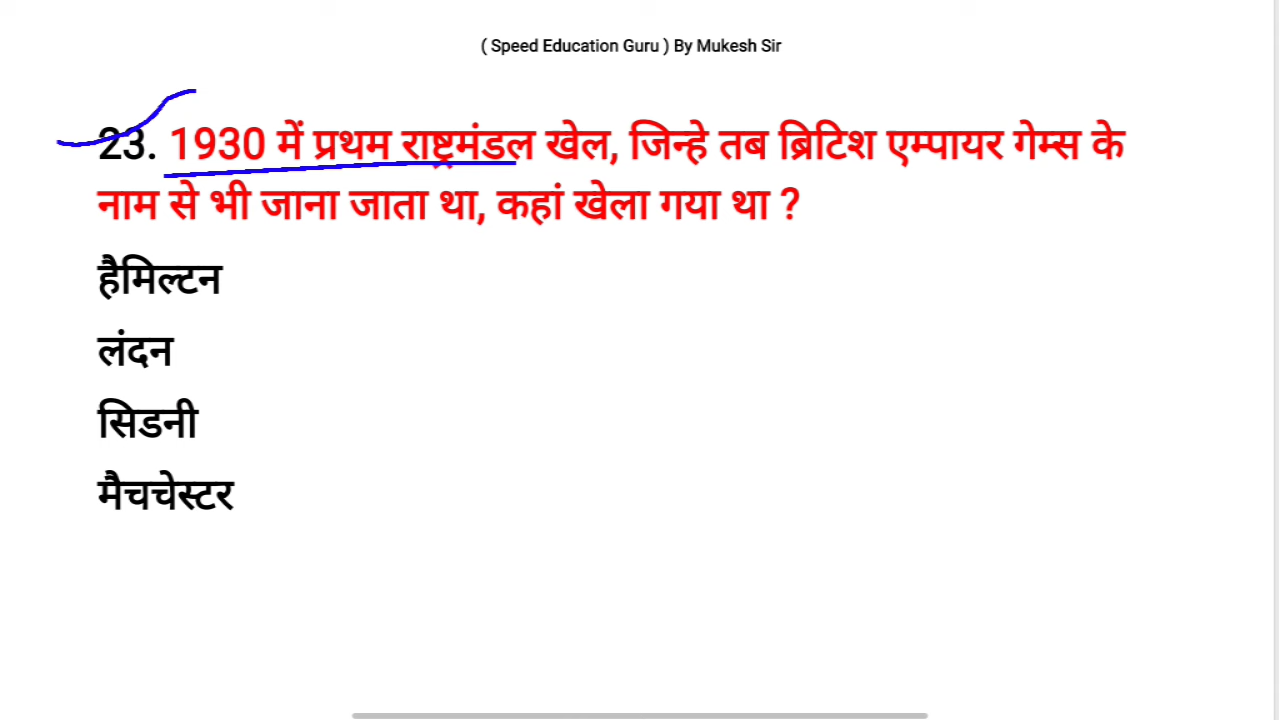 ( Speed Education Guru ) By Mukesh Sir
23. 1930 में प्रथम राष्ट्रमंडल खेल, जिन्हे तब ब्रिटिश एम्पायर गेम्स के
नाम से भी जाना जाता था, कहां खेला गया था ?
हैमिल्टन
लंदन
सिडनी
मैचचेस्टर